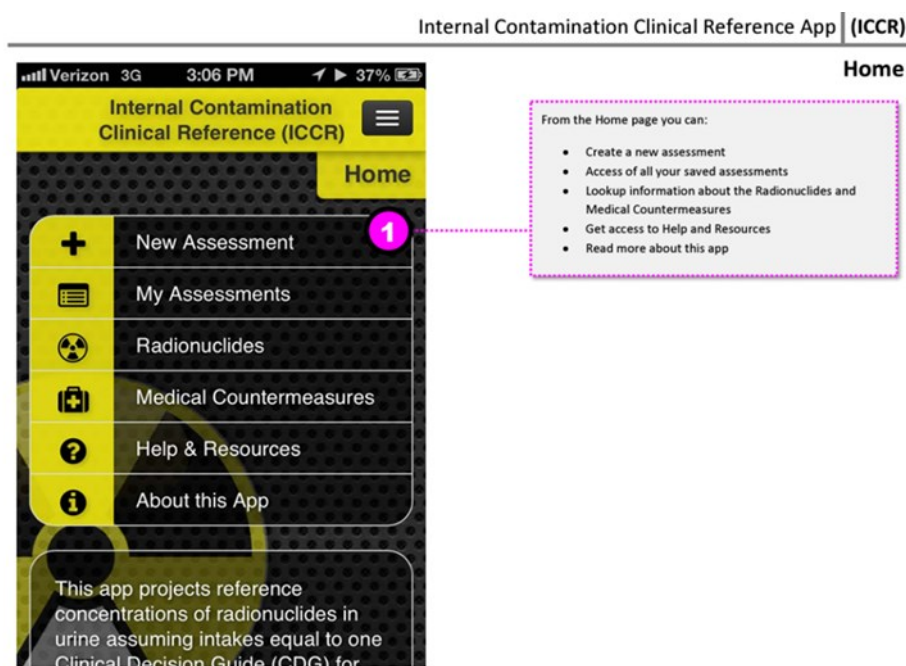 Internal Contamination Clinical Reference App (ICCR)
Home
Verizon 3G 3:06 PM 37%
Internal Contamination
Clinical Reference (ICCR)
Home
1
New Assessment
My Assessments
Radionuclides
Medical Countermeasures
Help & Resources
About this App
This app projects reference
concentrations of radionuclides in
urine assuming intakes equal to one
Clinical Decision Guide (CDG) for
From the Home page you can:
• Create a new assessment
• Access of all your saved assessments
• Lookup information about the Radionuclides and
Medical Countermeasures
• Get access to Help and Resources
• Read more about this app